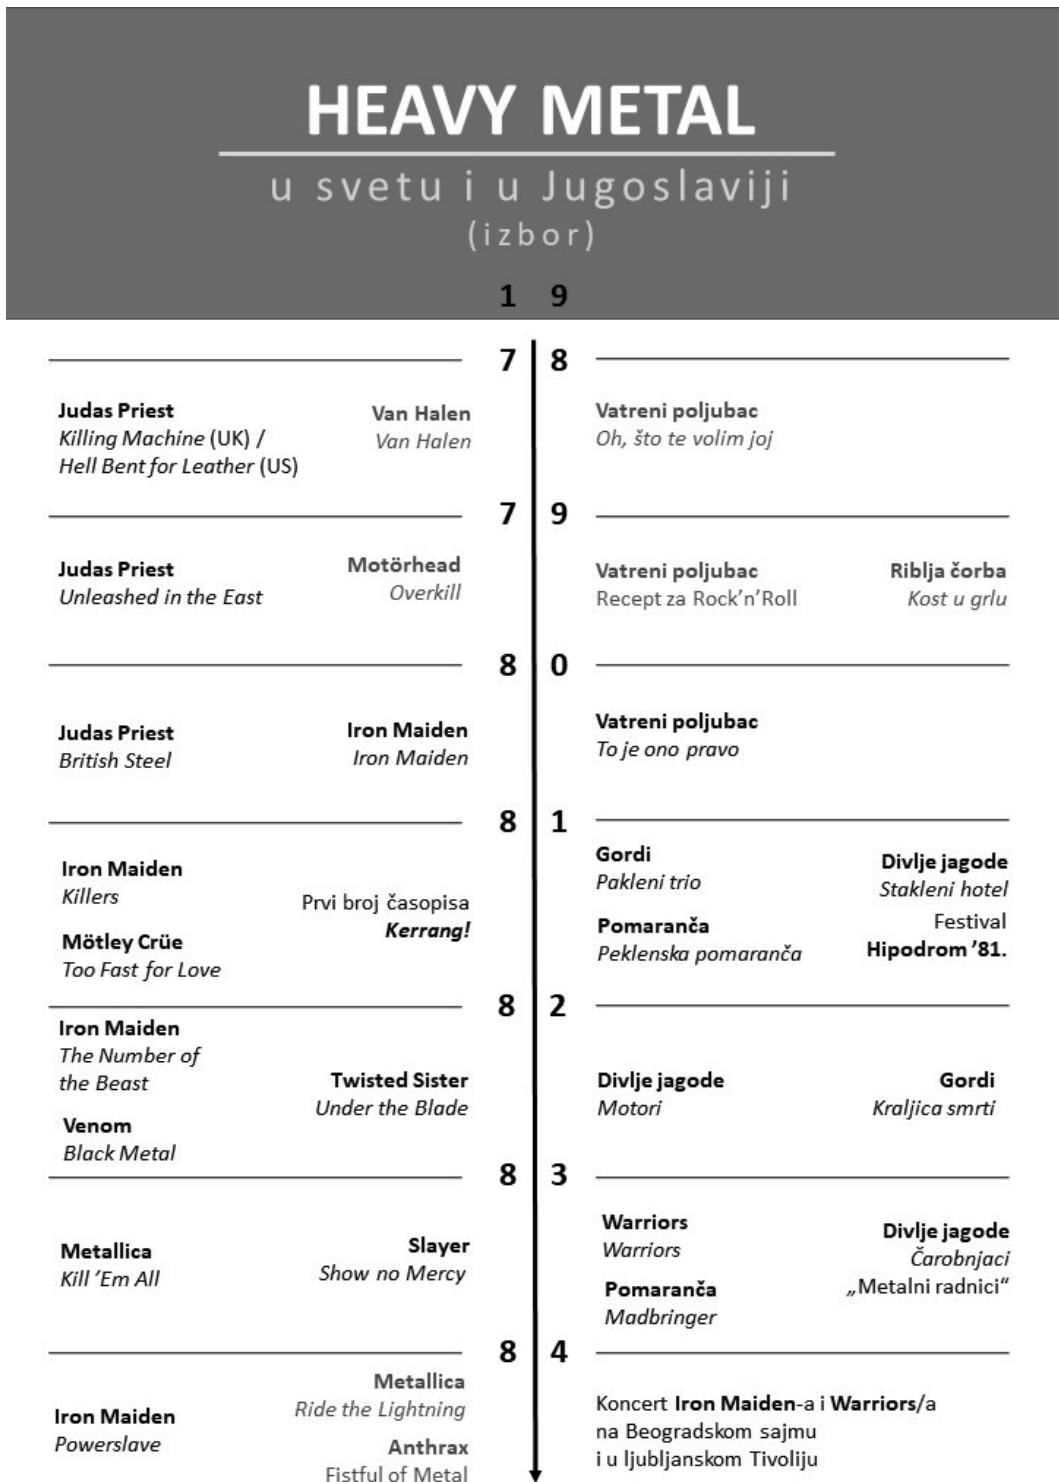 HEAVY METAL
u svetu i u Jugoslaviji
(izbor)
1 9
7 8
Judas Priest
Killing Machine (UK) /
Hell Bent for Leather (US)
Van Halen
Van Halen
Vatreni poljubac
Oh, što te volim joj
7 9
Judas Priest
Unleashed in the East
Motörhead
Overkill
Vatreni poljubac
Recept za Rock’n’Roll
Riblja čorba
Kost u grlu
8 0
Judas Priest
British Steel
Iron Maiden
Iron Maiden
Vatreni poljubac
To je ono pravo
8 1
Iron Maiden
Killers
Mötley Crüe
Too Fast for Love
Prvi broj časopisa
Kerrang!
Gordi
Pakleni trio
Pomaranča
Peklenska pomaranča
Divlje jagode
Stakleni hotel
Festival
Hipodrom ’81.
8 2
Iron Maiden
The Number of
the Beast
Venom
Black Metal
Twisted Sister
Under the Blade
Divlje jagode
Motori
Gordi
Kraljica smrti
8 3
Metallica
Kill ’Em All
Slayer
Show no Mercy
Warriors
Warriors
Pomaranča
Madbringer
Divlje jagode
Čarobnjaci
„Metalni radnici“
8 4
Iron Maiden
Powerslave
Metallica
Ride the Lightning
Anthrax
Fistful of Metal
Koncert Iron Maiden-a i Warriors/a
na Beogradskom sajmu
i u ljubljanskom Tivoliju